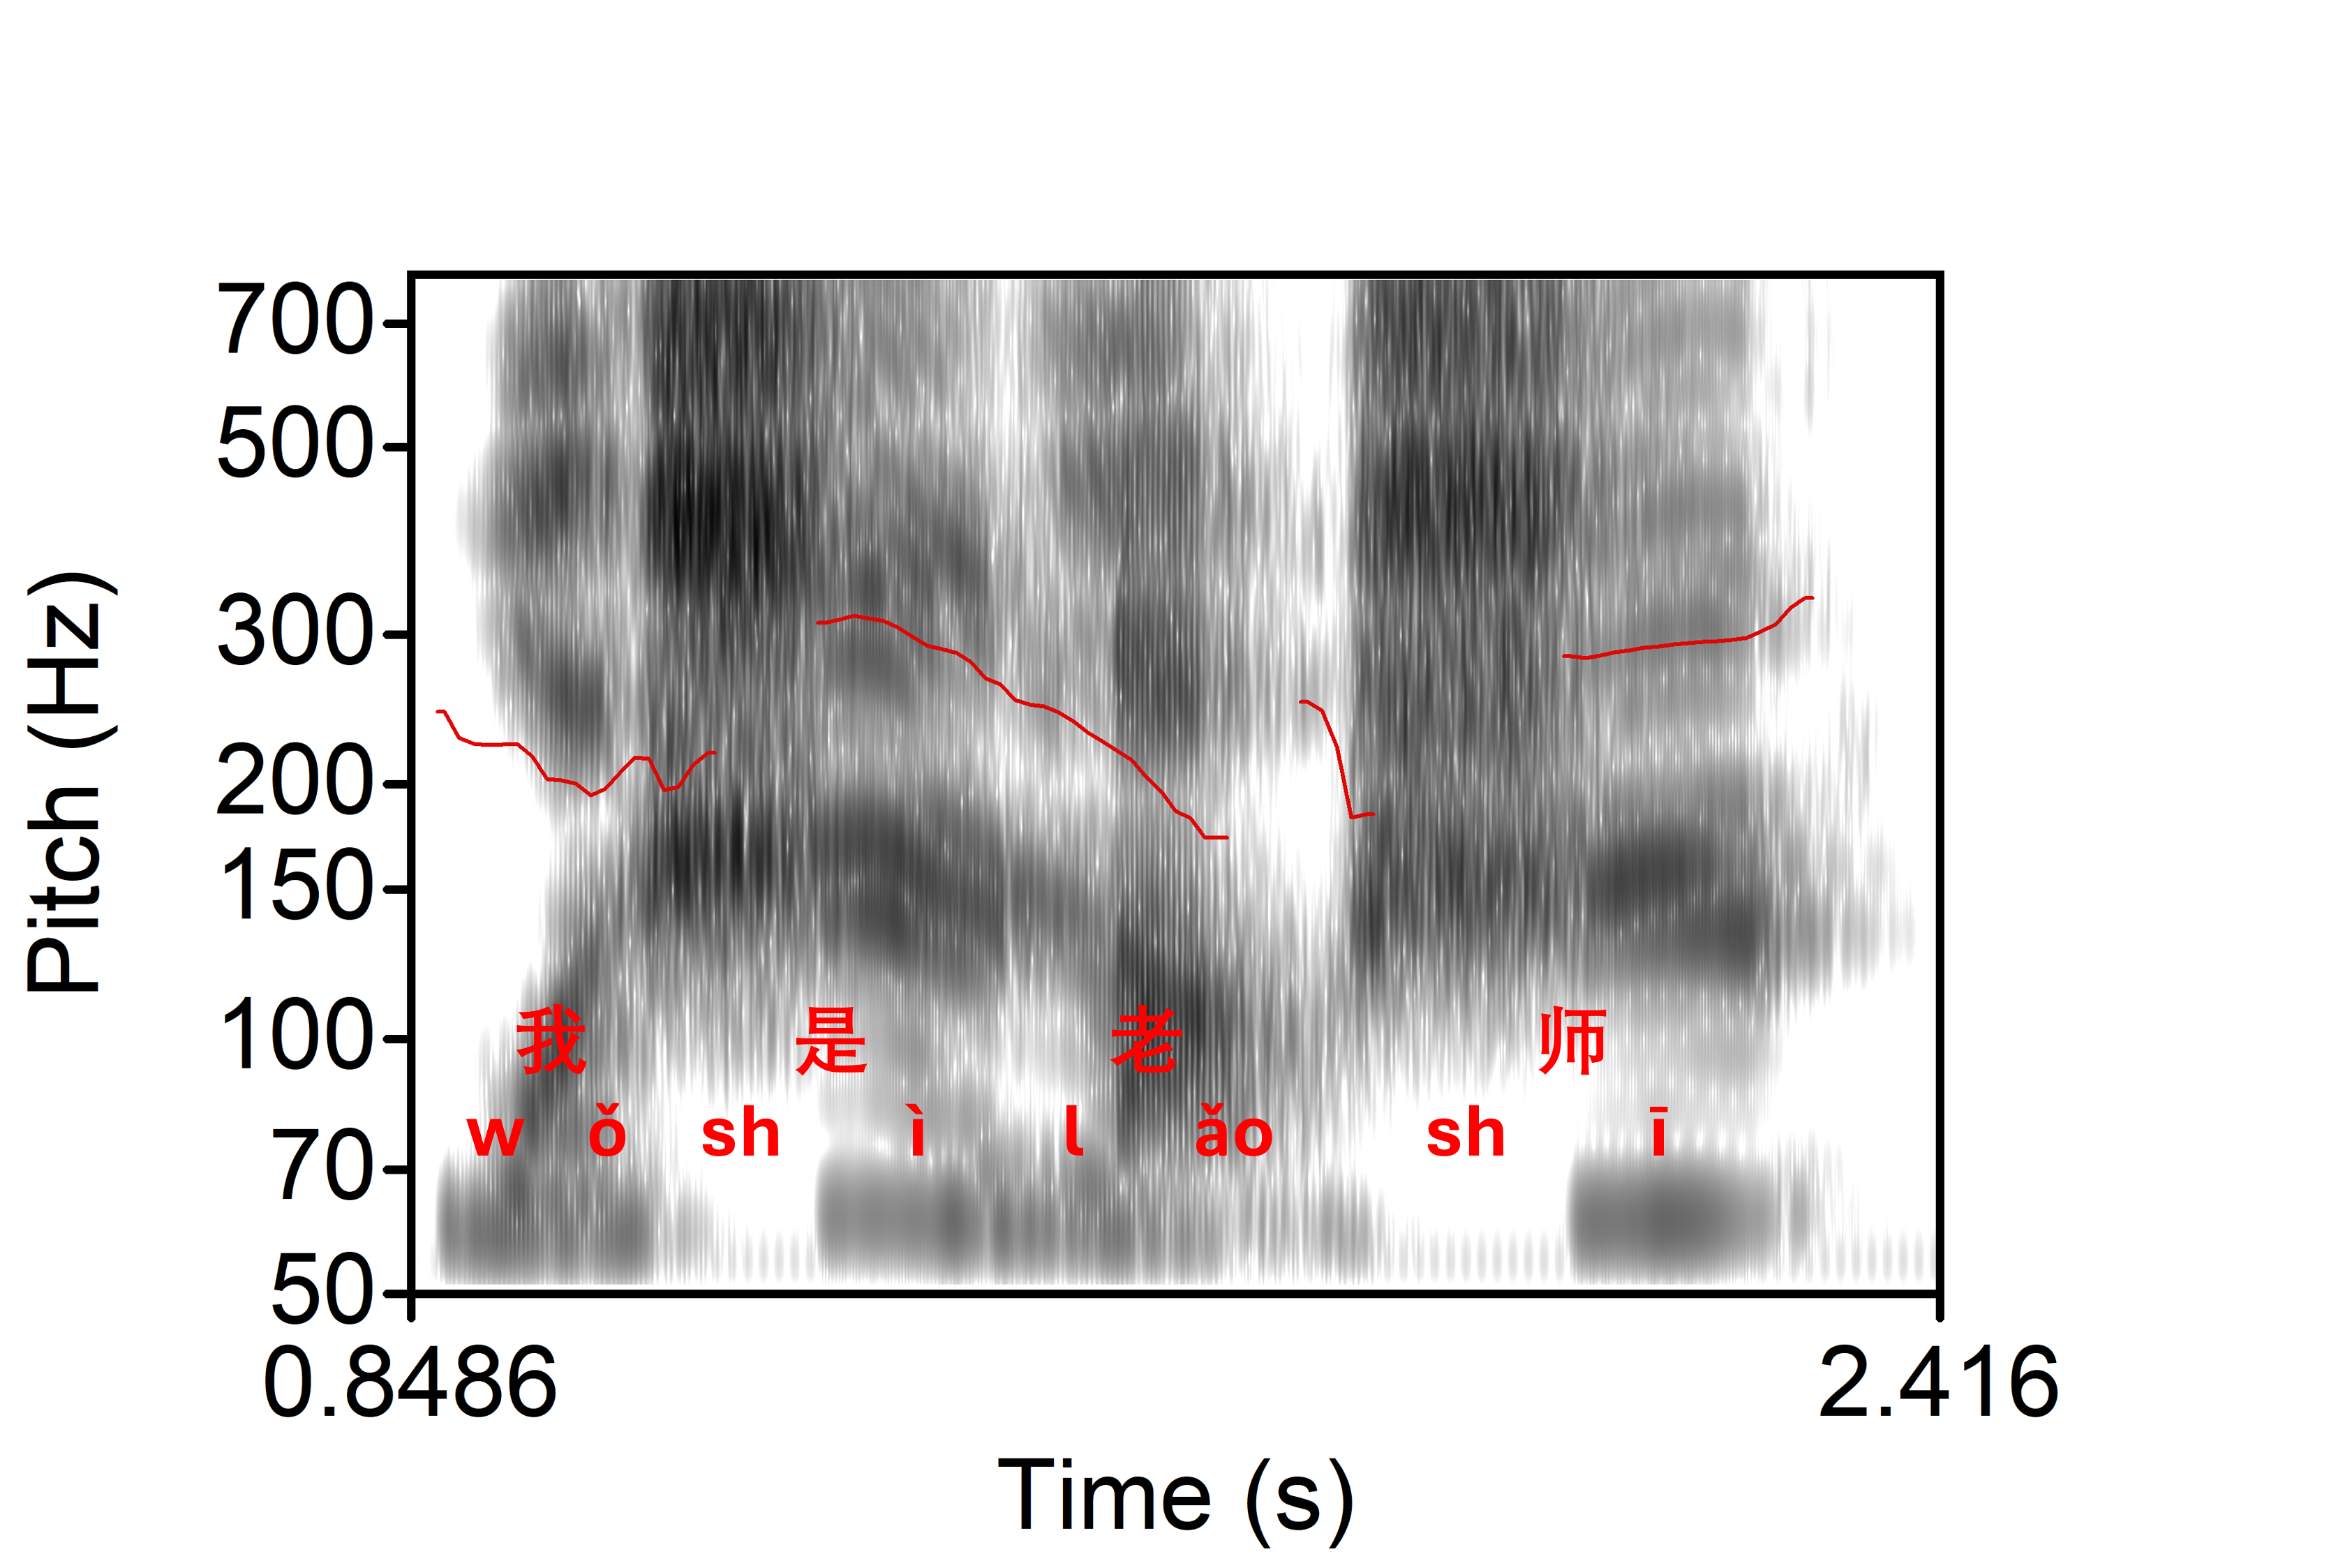 700
500
300
200
150
100
70
50
Pitch (Hz)
我 是 老 师
w ǒ sh ì l ǎo sh ī
0.8486 2.416
Time (s)